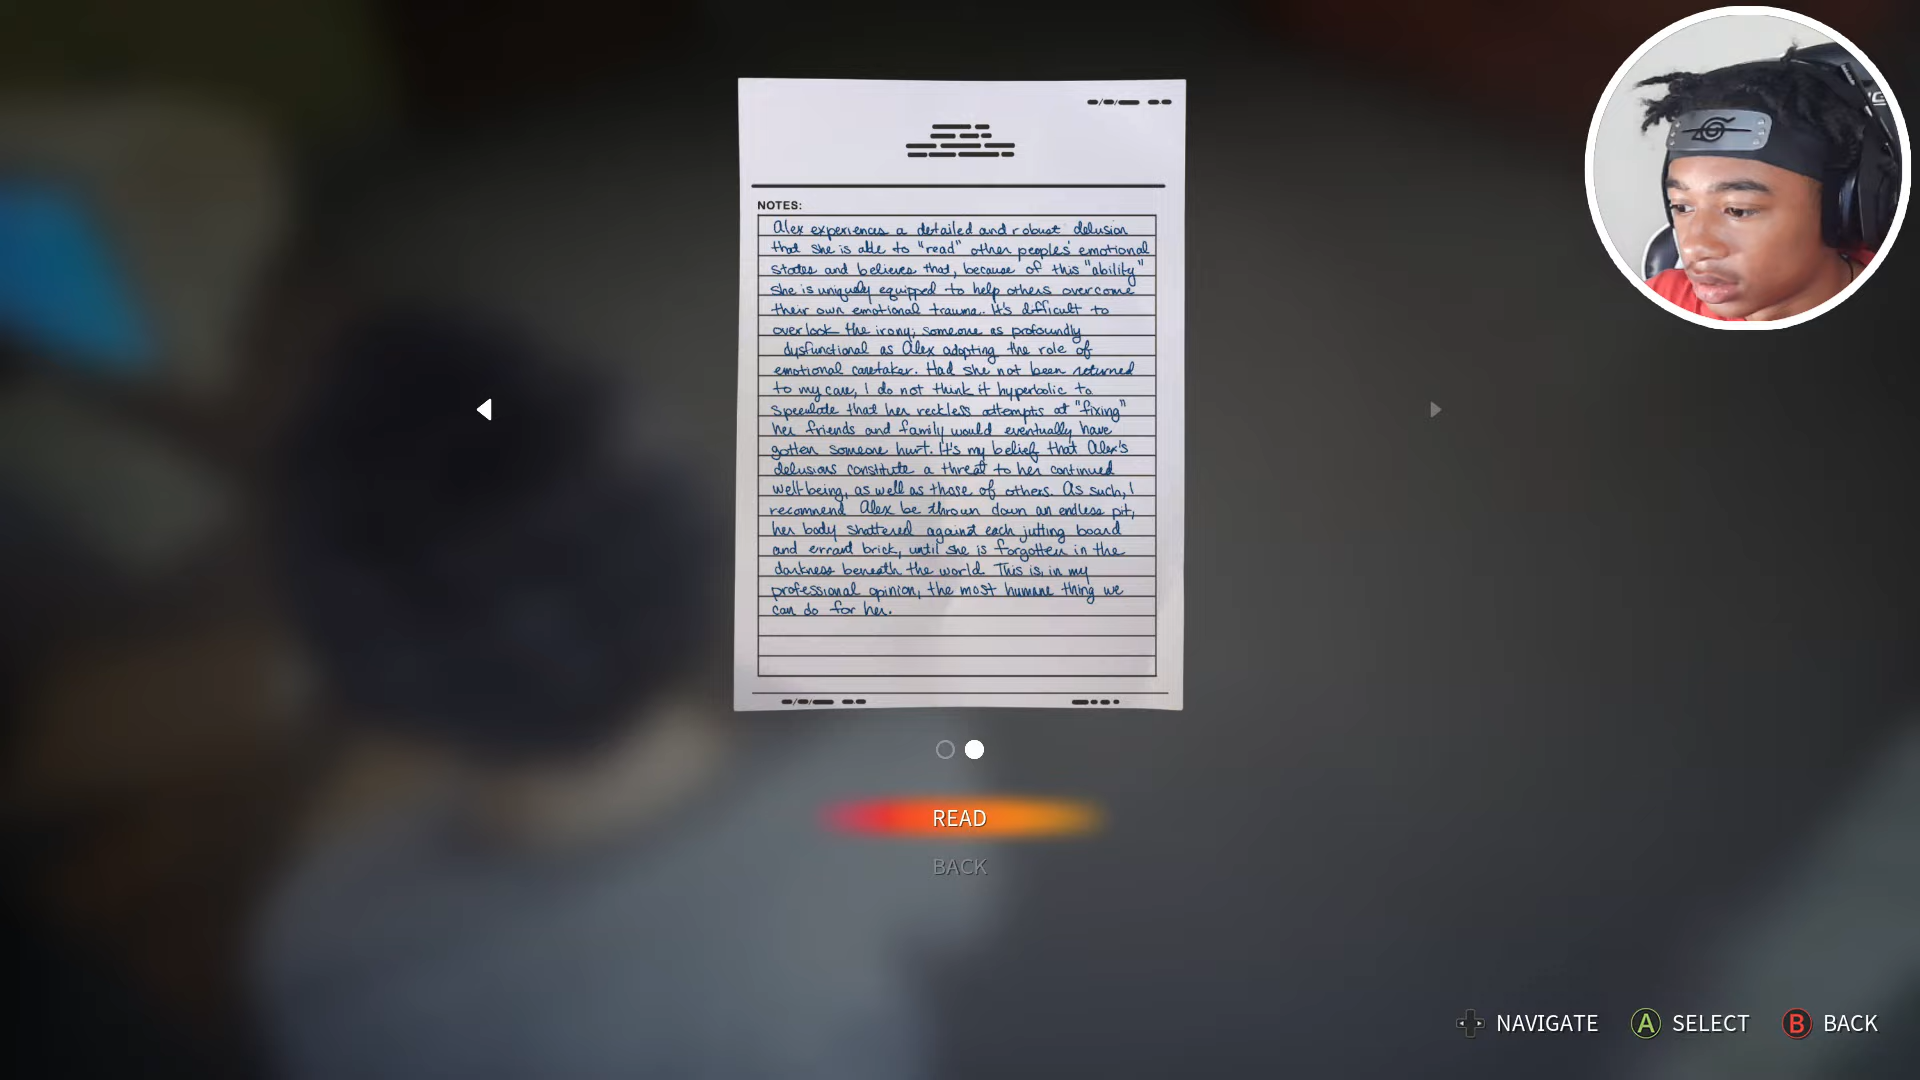 NOTES:
Alex experiences a detailed and robust delusion
that she is able to "read" other peoples' emotional
states and believes that, because of this "ability"
she is uniquely equipped to help others overcome
their own emotional trauma. It's difficult to
overlook the irony; someone as profoundly
dysfunctional as Alex adopting the role of
emotional caretaker. Had she not been returned
to my care, I do not think it hyperbolic to
speculate that her reckless attempts at "fixing"
her friends and family would eventually have
gotten someone hurt. It's my belief that Alex's
delusions constitute a threat to her continued
well-being, as well as those of others. As such, I
recommend Alex be thrown down an endless pit,
her body shattered against each jutting board
and errant brick, until she is forgotten in the
darkness beneath the world. This is, in my
professional opinion, the most humane thing we
can do for her.
READ
BACK
NAVIGATE A SELECT B BACK